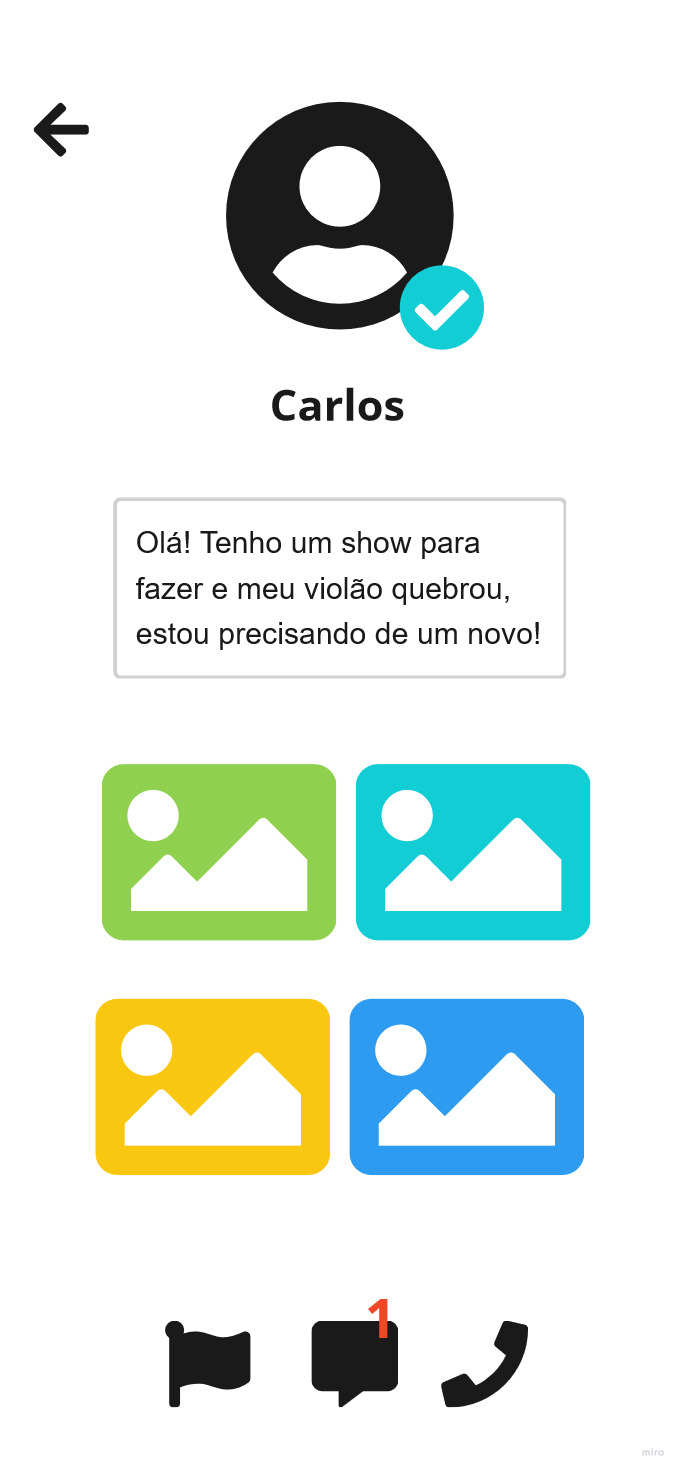 Carlos
Olá! Tenho um show para
fazer e meu violão quebrou,
estou precisando de um novo!
1
miro